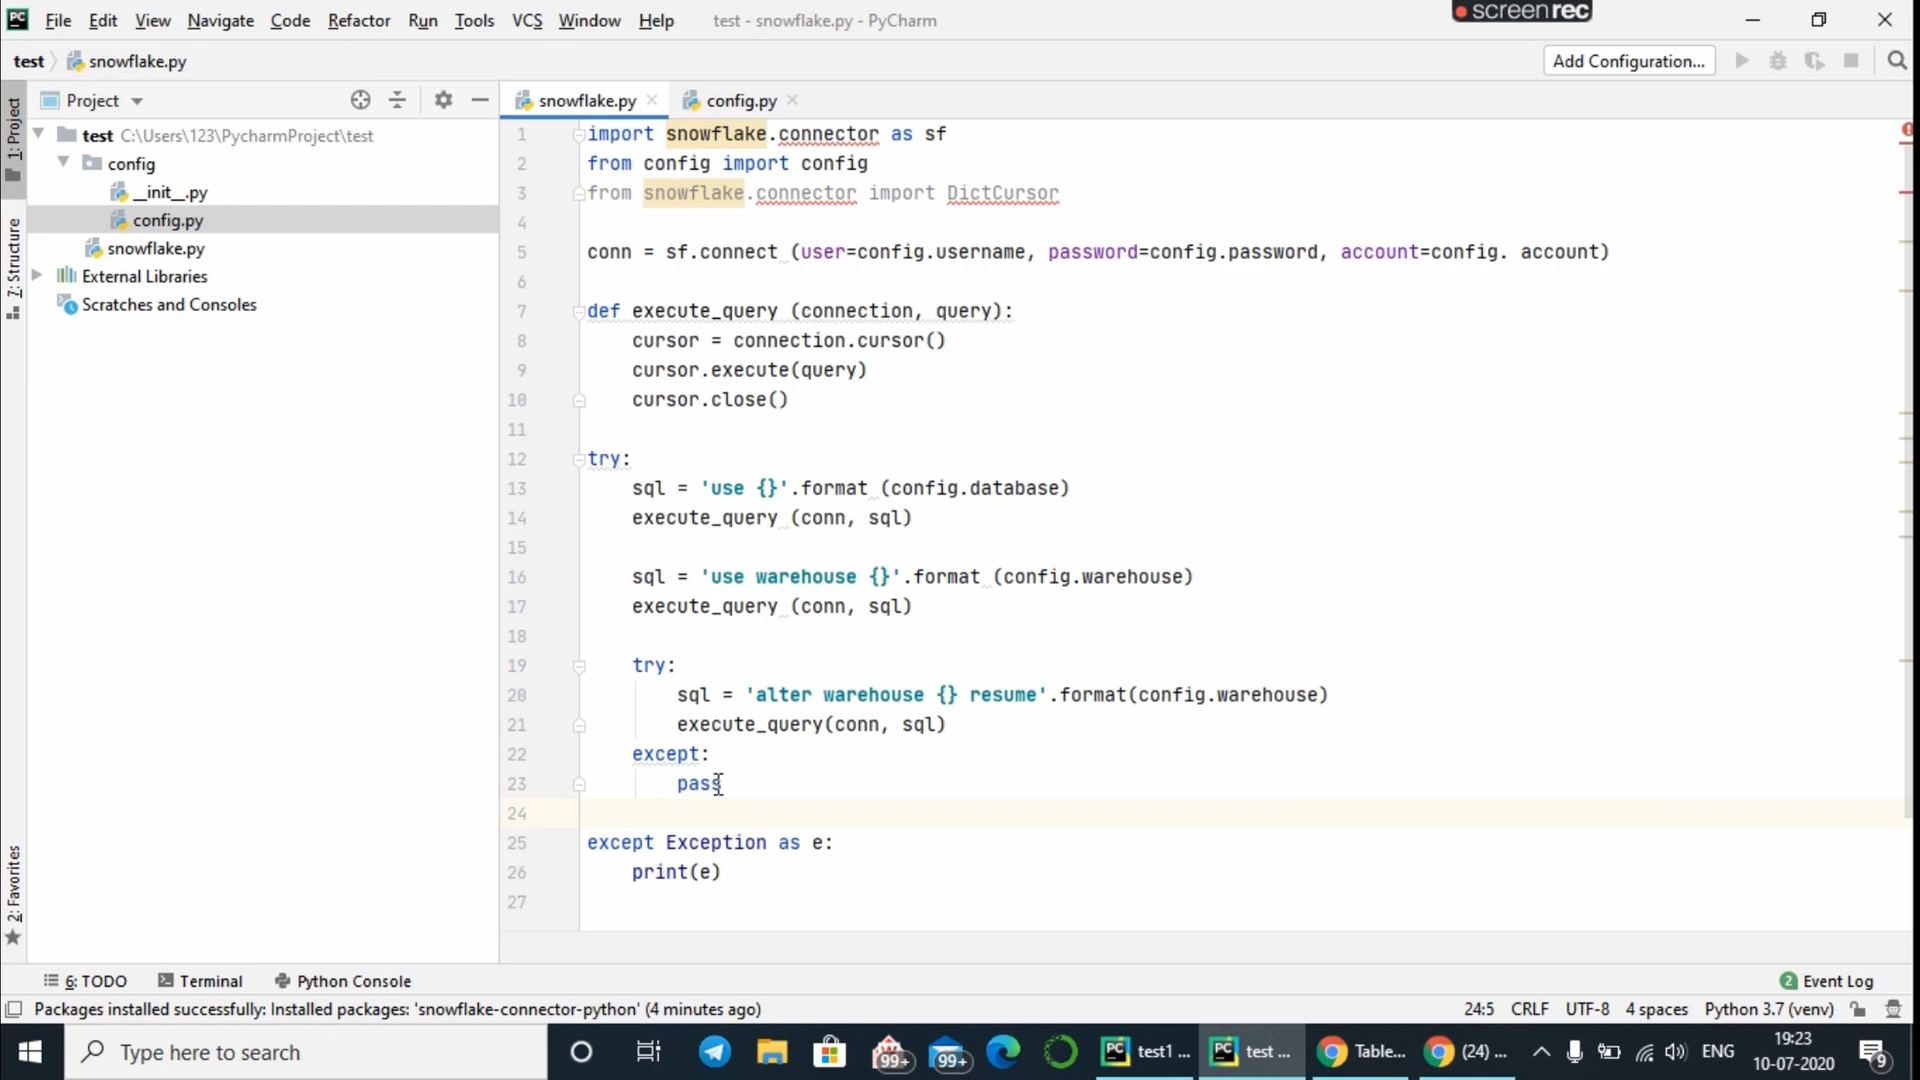 PC File Edit View Navigate Code Refactor Run Tools VCS Window Help test - snowflake.py - PyCharm screenrec
test snowflake.py Add Configuration...
1: Project
7: Structure
2: Favorites
Project
test C:\Users\123\PycharmProject\test
config
__init__.py
config.py
snowflake.py
External Libraries
Scratches and Consoles
snowflake.py config.py
1 import snowflake.connector as sf
2 from config import config
3 from snowflake.connector import DictCursor
4
5 conn = sf.connect (user=config.username, password=config.password, account=config. account)
6
7 def execute_query (connection, query):
8 cursor = connection.cursor()
9 cursor.execute(query)
10 cursor.close()
11
12 try:
13 sql = 'use {}'.format (config.database)
14 execute_query (conn, sql)
15
16 sql = 'use warehouse {}'.format (config.warehouse)
17 execute_query (conn, sql)
18
19 try:
20 sql = 'alter warehouse {} resume'.format(config.warehouse)
21 execute_query(conn, sql)
22 except:
23 pass
24
25 except Exception as e:
26 print(e)
27
6: TODO Terminal Python Console 2 Event Log
Packages installed successfully: Installed packages: 'snowflake-connector-python' (4 minutes ago) 24:5 CRLF UTF-8 4 spaces Python 3.7 (venv)
Type here to search 99+ 99+ PC test1 ... PC test ... Table... (24) ... ENG 19:23
10-07-2020 9